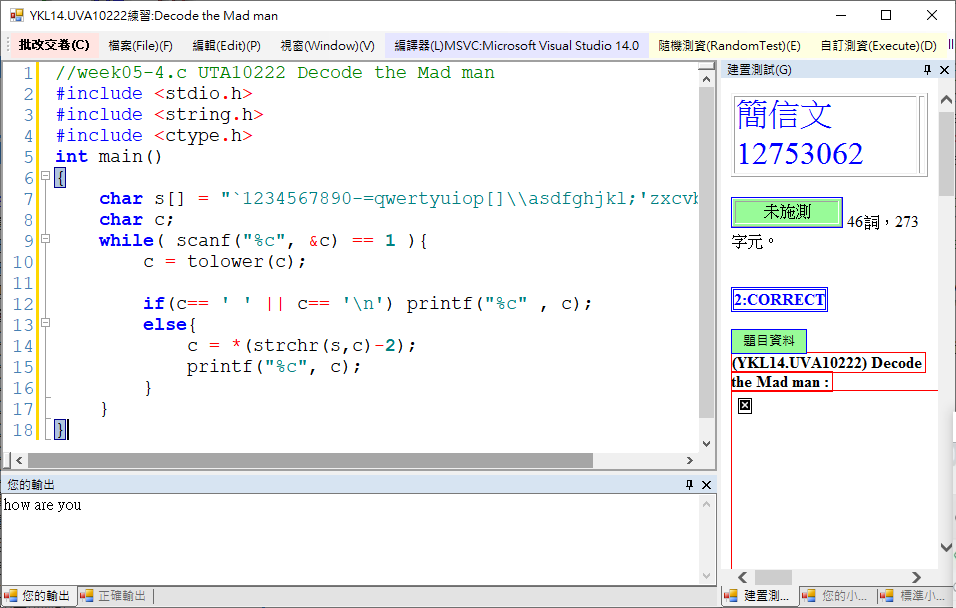 YKL14.UVA10222練習:Decode the Mad man
批改交卷(C) 檔案(File)(F) 編輯(Edit)(P) 視窗(Window)(V) 編譯器(L)MSVC:Microsoft Visual Studio 14.0 隨機測資(RandomTest)(E) 自訂測資(Execute)(D)
1 //week05-4.c UTA10222 Decode the Mad man
2 #include <stdio.h>
3 #include <string.h>
4 #include <ctype.h>
5 int main()
6 {
7 char s[] = "`1234567890-=qwertyuiop[]\\asdfghjkl;'zxcvb
8 char c;
9 while( scanf("%c", &c) == 1 ){
10 c = tolower(c);
11
12 if(c== ' ' || c== '\n') printf("%c" , c);
13 else{
14 c = *(strchr(s,c)-2);
15 printf("%c", c);
16 }
17 }
18 }
您的輸出
how are you
您的輸出 正確輸出
建置測試(G)
簡信文
12753062
未施測 46詞，273
字元。
2:CORRECT
題目資料
(YKL14.UVA10222) Decode
the Mad man :
建置測... 您的小... 標準小...